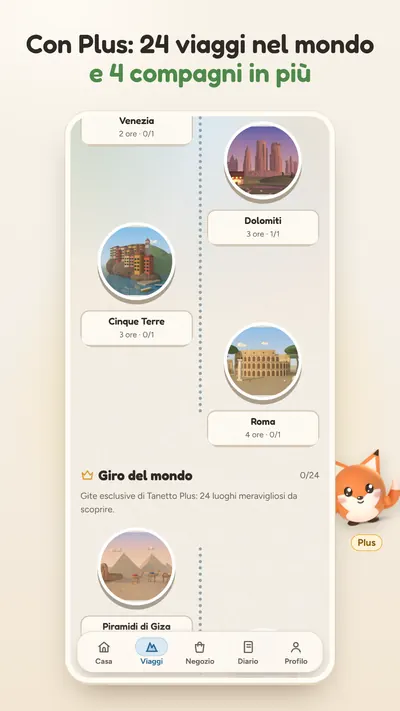 Con Plus: 24 viaggi nel mondo
e 4 compagni in più
Venezia
2 ore · 0/1
Dolomiti
3 ore · 1/1
Cinque Terre
3 ore · 0/1
Roma
4 ore · 0/1
Giro del mondo 0/24
Gite esclusive di Tanetto Plus: 24 luoghi meravigliosi da
scoprire.
Plus
Piramidi di Giza
Casa Viaggi Negozio Diario Profilo